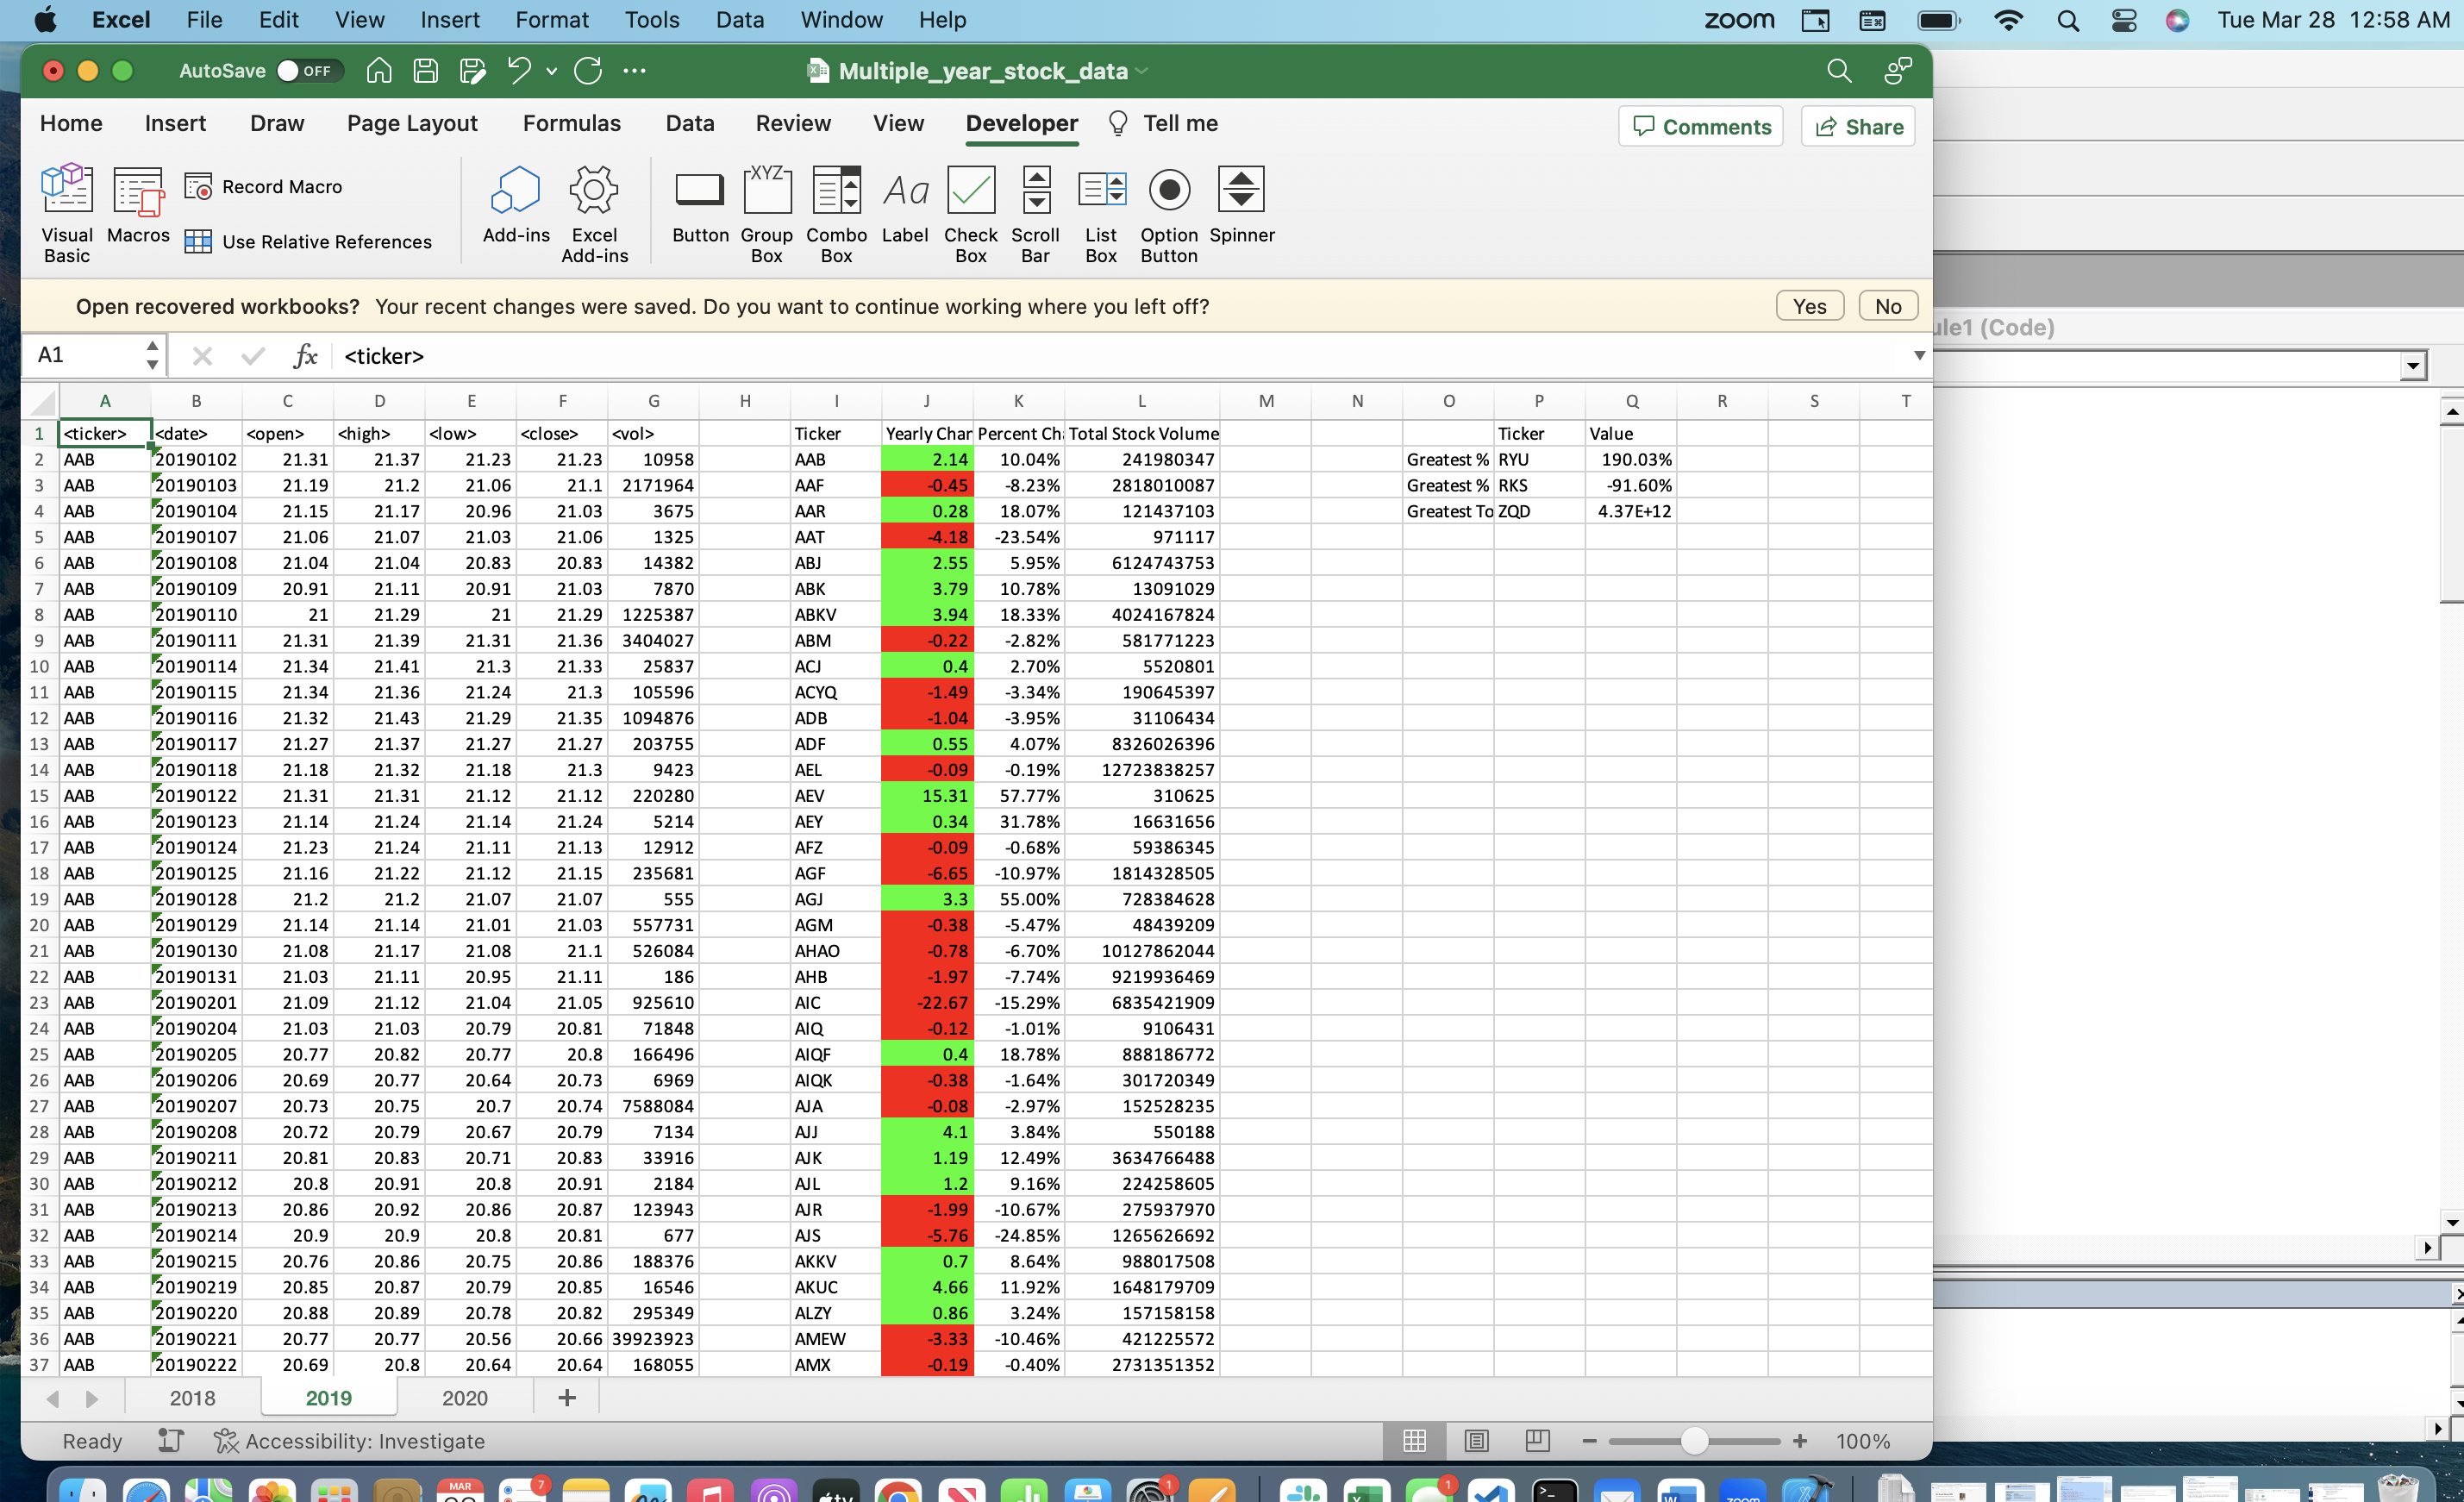 Excel File Edit View Insert Format Tools Data Window Help zoom Tue Mar 28 12:58 AM
AutoSave OFF Multiple_year_stock_data
Home Insert Draw Page Layout Formulas Data Review View Developer Tell me Comments Share
Visual Basic Macros Record Macro Use Relative References Add-ins Excel Add-ins Button XYZ Group Box Combo Box Aa Label Check Box Scroll Bar List Box Option Button Spinner
Open recovered workbooks? Your recent changes were saved. Do you want to continue working where you left off? Yes No
ule1 (Code)
A1 fx <ticker>
A B C D E F G H I J K L M N O P Q R S T
1 <ticker> <date> <open> <high> <low> <close> <vol> Ticker Yearly Char Percent Ch Total Stock Volume Ticker Value
2 AAB 20190102 21.31 21.37 21.23 21.23 10958 AAB 2.14 10.04% 241980347 Greatest % RYU 190.03%
3 AAB 20190103 21.19 21.2 21.06 21.1 2171964 AAF -0.45 -8.23% 2818010087 Greatest % RKS -91.60%
4 AAB 20190104 21.15 21.17 20.96 21.03 3675 AAR 0.28 18.07% 121437103 Greatest To ZQD 4.37E+12
5 AAB 20190107 21.06 21.07 21.03 21.06 1325 AAT -4.18 -23.54% 971117
6 AAB 20190108 21.04 21.04 20.83 20.83 14382 ABJ 2.55 5.95% 6124743753
7 AAB 20190109 20.91 21.11 20.91 21.03 7870 ABK 3.79 10.78% 13091029
8 AAB 20190110 21 21.29 21 21.29 1225387 ABKV 3.94 18.33% 4024167824
9 AAB 20190111 21.31 21.39 21.31 21.36 3404027 ABM -0.22 -2.82% 581771223
10 AAB 20190114 21.34 21.41 21.3 21.33 25837 ACJ 0.4 2.70% 5520801
11 AAB 20190115 21.34 21.36 21.24 21.3 105596 ACYQ -1.49 -3.34% 190645397
12 AAB 20190116 21.32 21.43 21.29 21.35 1094876 ADB -1.04 -3.95% 31106434
13 AAB 20190117 21.27 21.37 21.27 21.27 203755 ADF 0.55 4.07% 8326026396
14 AAB 20190118 21.18 21.32 21.18 21.3 9423 AEL -0.09 -0.19% 12723838257
15 AAB 20190122 21.31 21.31 21.12 21.12 220280 AEV 15.31 57.77% 310625
16 AAB 20190123 21.14 21.24 21.14 21.24 5214 AEY 0.34 31.78% 16631656
17 AAB 20190124 21.23 21.24 21.11 21.13 12912 AFZ -0.09 -0.68% 59386345
18 AAB 20190125 21.16 21.22 21.12 21.15 235681 AGF -6.65 -10.97% 1814328505
19 AAB 20190128 21.2 21.2 21.07 21.07 555 AGJ 3.3 55.00% 728384628
20 AAB 20190129 21.14 21.14 21.01 21.03 557731 AGM -0.38 -5.47% 48439209
21 AAB 20190130 21.08 21.17 21.08 21.1 526084 AHAO -0.78 -6.70% 10127862044
22 AAB 20190131 21.03 21.11 20.95 21.11 186 AHB -1.97 -7.74% 9219936469
23 AAB 20190201 21.09 21.12 21.04 21.05 925610 AIC -22.67 -15.29% 6835421909
24 AAB 20190204 21.03 21.03 20.79 20.81 71848 AIQ -0.12 -1.01% 9106431
25 AAB 20190205 20.77 20.82 20.77 20.8 166496 AIQF 0.4 18.78% 888186772
26 AAB 20190206 20.69 20.77 20.64 20.73 6969 AIQK -0.38 -1.64% 301720349
27 AAB 20190207 20.73 20.75 20.7 20.74 7588084 AJA -0.08 -2.97% 152528235
28 AAB 20190208 20.72 20.79 20.67 20.79 7134 AJJ 4.1 3.84% 550188
29 AAB 20190211 20.81 20.83 20.71 20.83 33916 AJK 1.19 12.49% 3634766488
30 AAB 20190212 20.8 20.91 20.8 20.91 2184 AJL 1.2 9.16% 224258605
31 AAB 20190213 20.86 20.92 20.86 20.87 123943 AJR -1.99 -10.67% 275937970
32 AAB 20190214 20.9 20.9 20.8 20.81 677 AJS -5.76 -24.85% 1265626692
33 AAB 20190215 20.76 20.86 20.75 20.86 188376 AKKV 0.7 8.64% 988017508
34 AAB 20190219 20.85 20.87 20.79 20.85 16546 AKUC 4.66 11.92% 1648179709
35 AAB 20190220 20.88 20.89 20.78 20.82 295349 ALZY 0.86 3.24% 157158158
36 AAB 20190221 20.77 20.77 20.56 20.66 39923923 AMEW -3.33 -10.46% 421225572
37 AAB 20190222 20.69 20.8 20.64 20.64 168055 AMX -0.19 -0.40% 2731351352
2018 2019 2020
Ready Accessibility: Investigate 100%
MAR 7 tv 1 1 zoom